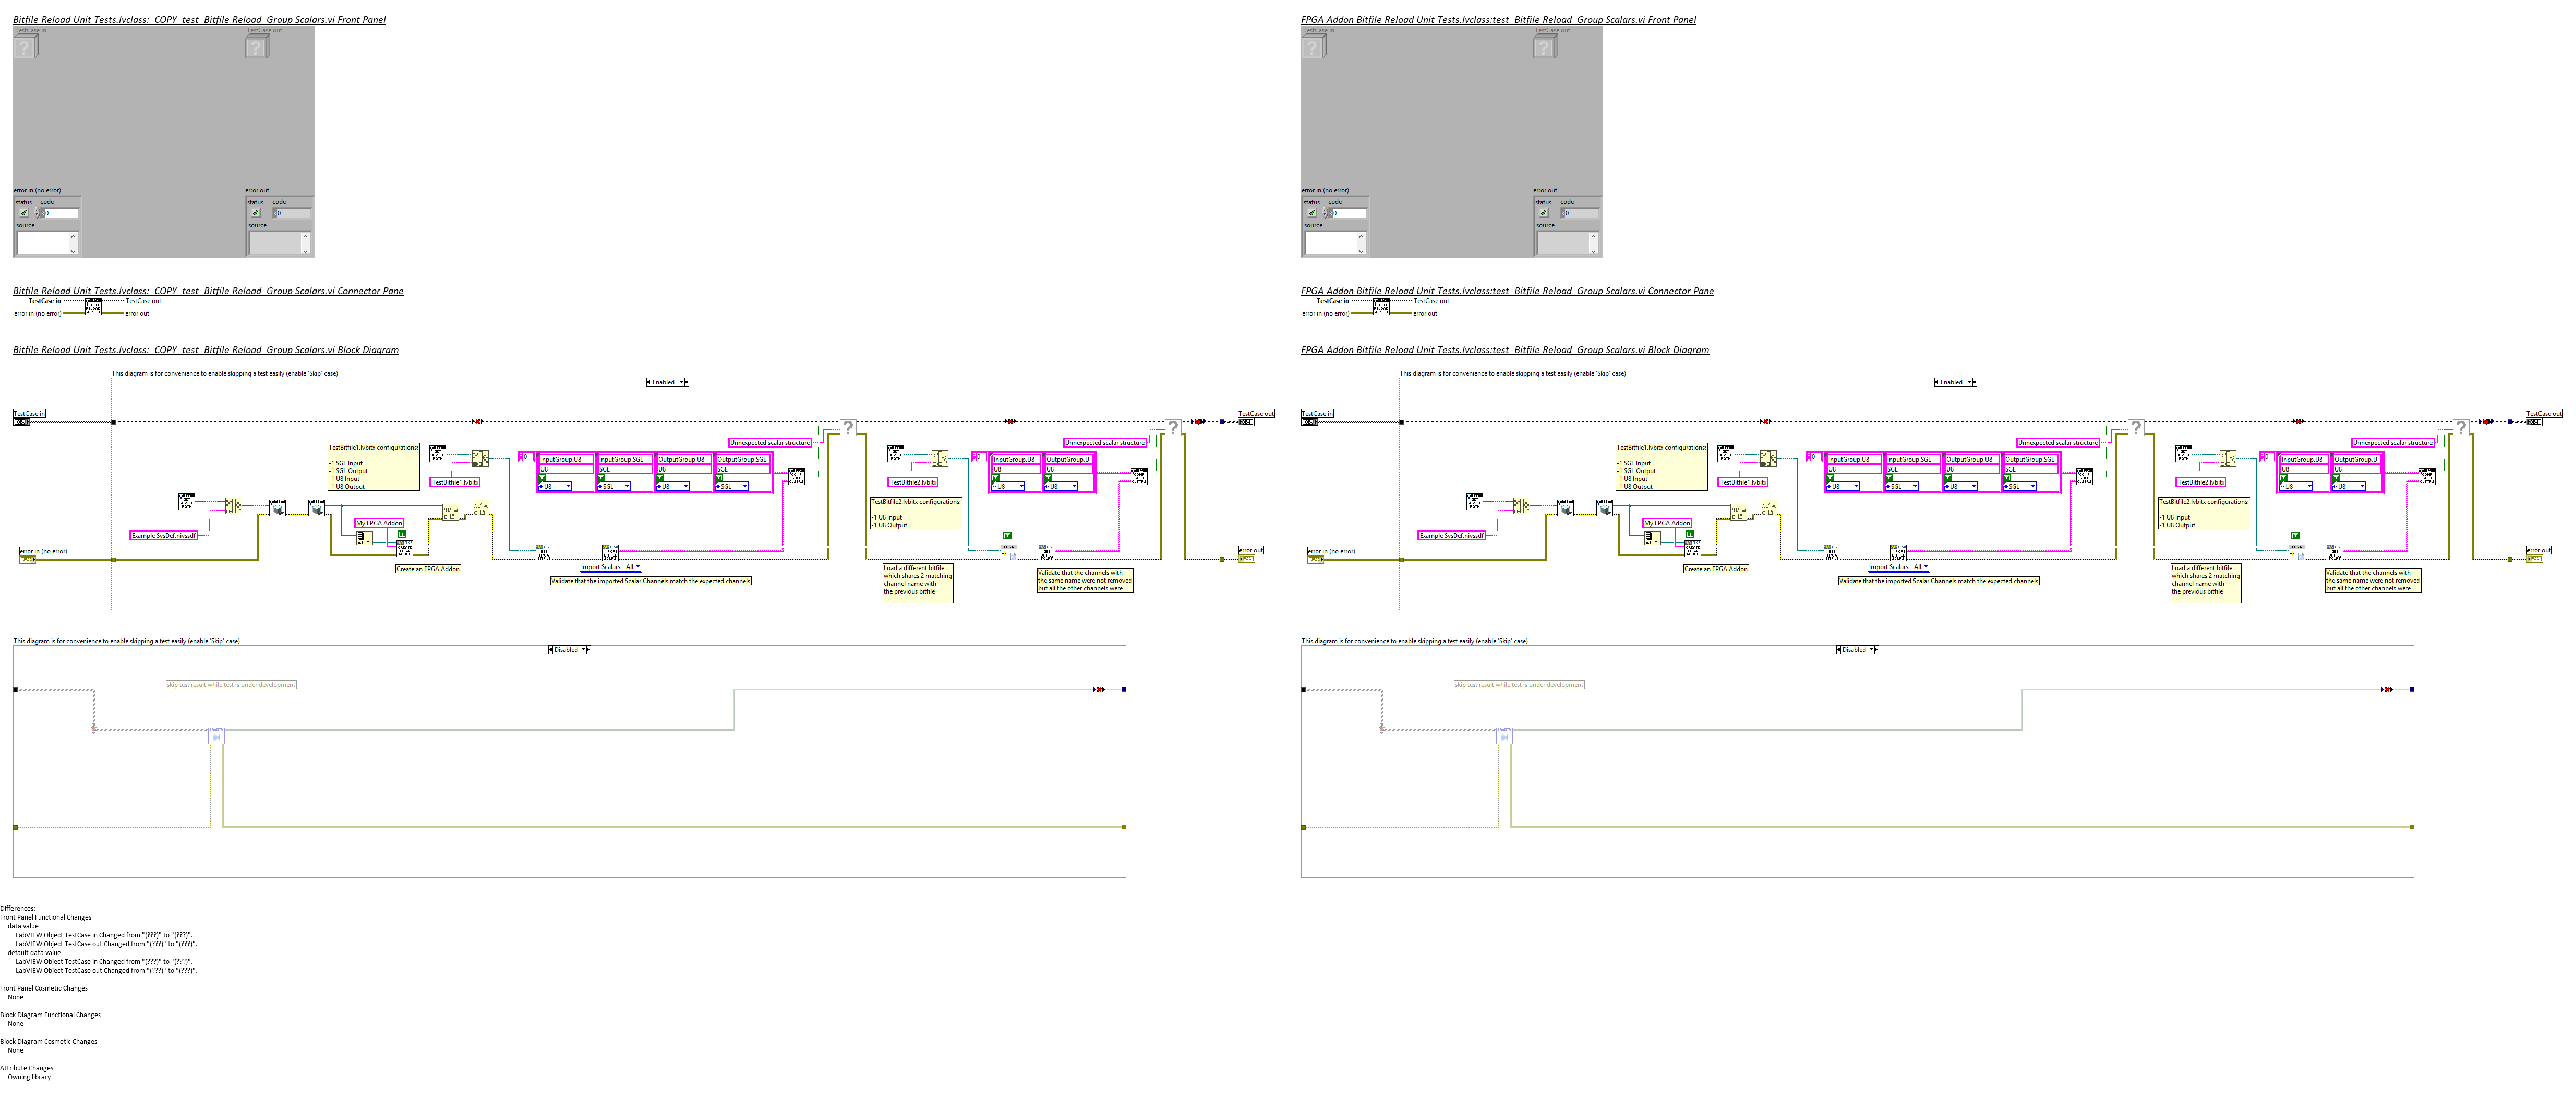 Bitfile Reload Unit Tests.lvclass:_COPY_test_Bitfile Reload_Group Scalars.vi Front Panel
TestCase in
TestCase out
error in (no error)
error out
status code
0
source
status code
0
source
Bitfile Reload Unit Tests.lvclass:_COPY_test_Bitfile Reload_Group Scalars.vi Connector Pane
TestCase in
TestCase out
error in (no error)
error out
Bitfile Reload Unit Tests.lvclass:_COPY_test_Bitfile Reload_Group Scalars.vi Block Diagram
This diagram is for convenience to enable skipping a test easily (enable 'Skip' case)
Enabled
TestCase in
TestCase out
TestBitfile1.lvbitx configurations:
-1 SGL Input
-1 SGL Output
-1 U8 Input
-1 U8 Output
TestBitfile1.lvbitx
InputGroup.U8
InputGroup.SGL
OutputGroup.U8
OutputGroup.SGL
U8
SGL
U8
SGL
U8
SGL
U8
SGL
Unnexpected scalar structure
TestBitfile2.lvbitx
TestBitfile2.lvbitx configurations:
-1 U8 Input
-1 U8 Output
InputGroup.U8
OutputGroup.U
U8
U8
U8
U8
Unnexpected scalar structure
Example SysDef.nivssdf
My FPGA Addon
Create an FPGA Addon
Import Scalars - All
Validate that the imported Scalar Channels match the expected channels
Load a different bitfile
which shares 2 matching
channel name with
the previous bitfile
Validate that the channels with
the same name were not removed
but all the other channels were
error in (no error)
error out
This diagram is for convenience to enable skipping a test easily (enable 'Skip' case)
Disabled
skip test result while test is under development
Differences:
Front Panel Functional Changes
data value
LabVIEW Object TestCase in Changed from "(???)" to "(???)".
LabVIEW Object TestCase out Changed from "(???)" to "(???)".
default data value
LabVIEW Object TestCase in Changed from "(???)" to "(???)".
LabVIEW Object TestCase out Changed from "(???)" to "(???)".
Front Panel Cosmetic Changes
None
Block Diagram Functional Changes
None
Block Diagram Cosmetic Changes
None
Attribute Changes
Owning library
FPGA Addon Bitfile Reload Unit Tests.lvclass:test_Bitfile Reload_Group Scalars.vi Front Panel
TestCase in
TestCase out
error in (no error)
error out
status code
0
source
status code
0
source
FPGA Addon Bitfile Reload Unit Tests.lvclass:test_Bitfile Reload_Group Scalars.vi Connector Pane
TestCase in
TestCase out
error in (no error)
error out
FPGA Addon Bitfile Reload Unit Tests.lvclass:test_Bitfile Reload_Group Scalars.vi Block Diagram
This diagram is for convenience to enable skipping a test easily (enable 'Skip' case)
Enabled
TestCase in
TestCase out
TestBitfile1.lvbitx configurations:
-1 SGL Input
-1 SGL Output
-1 U8 Input
-1 U8 Output
TestBitfile1.lvbitx
InputGroup.U8
InputGroup.SGL
OutputGroup.U8
OutputGroup.SGL
U8
SGL
U8
SGL
U8
SGL
U8
SGL
Unnexpected scalar structure
TestBitfile2.lvbitx
TestBitfile2.lvbitx configurations:
-1 U8 Input
-1 U8 Output
InputGroup.U8
OutputGroup.U
U8
U8
U8
U8
Unnexpected scalar structure
Example SysDef.nivssdf
My FPGA Addon
Create an FPGA Addon
Import Scalars - All
Validate that the imported Scalar Channels match the expected channels
Load a different bitfile
which shares 2 matching
channel name with
the previous bitfile
Validate that the channels with
the same name were not removed
but all the other channels were
error in (no error)
error out
This diagram is for convenience to enable skipping a test easily (enable 'Skip' case)
Disabled
skip test result while test is under development